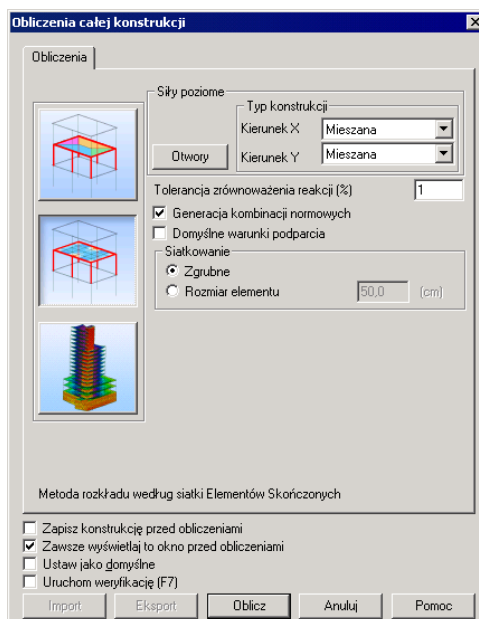 Obliczenia całej konstrukcji
Obliczenia
Siły poziome
Typ konstrukcji
Kierunek X Mieszana
Otwory Kierunek Y Mieszana
Tolerancja zrównoważenia reakcji (%) 1
Generacja kombinacji normowych
Domyślne warunki podparcia
Siatkowanie
Zgrubne
Rozmiar elementu 50,0 (cm)
Metoda rozkładu według siatki Elementów Skończonych
Zapisz konstrukcję przed obliczeniami
Zawsze wyświetlaj to okno przed obliczeniami
Ustaw jako domyślne
Uruchom weryfikację (F7)
Import Eksport Oblicz Anuluj Pomoc